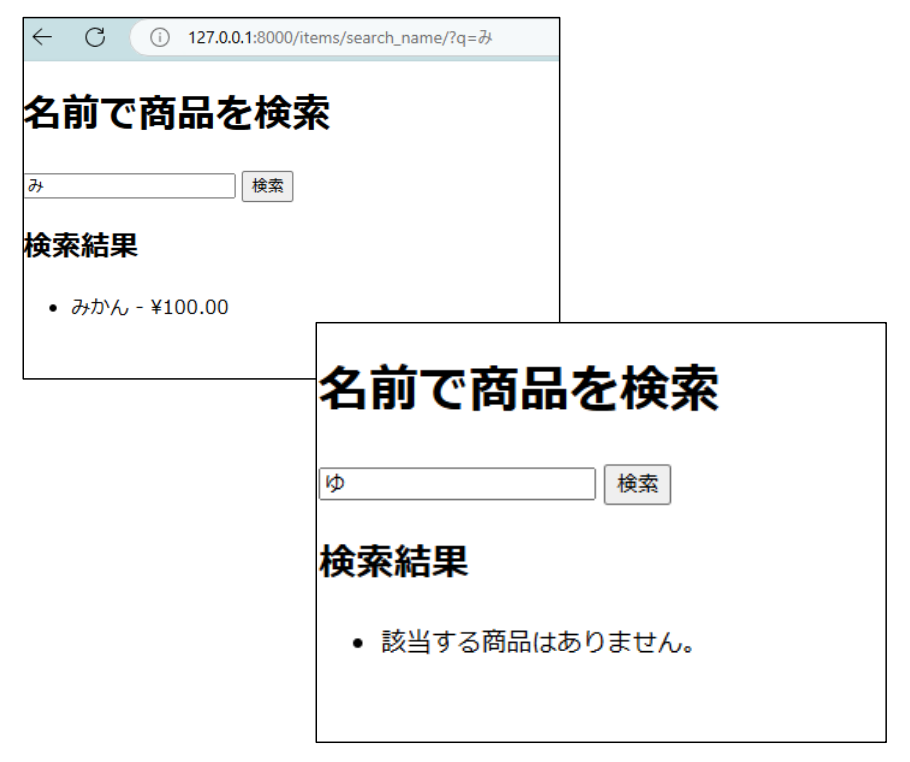 127.0.0.1:8000/items/search_name/?q=み
名前で商品を検索
み 検索
検索結果
• みかん - ¥100.00
名前で商品を検索
ゆ 検索
検索結果
• 該当する商品はありません。